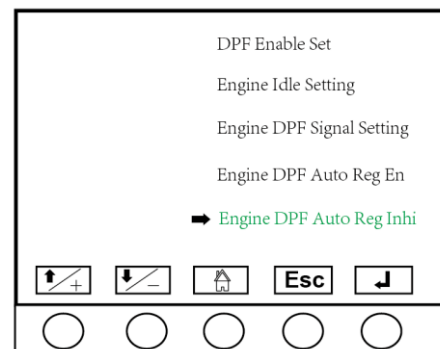 DPF Enable Set
Engine Idle Setting
Engine DPF Signal Setting
Engine DPF Auto Reg En
➡ Engine DPF Auto Reg Inhi
⬆/+ ⬇/− Esc ↵